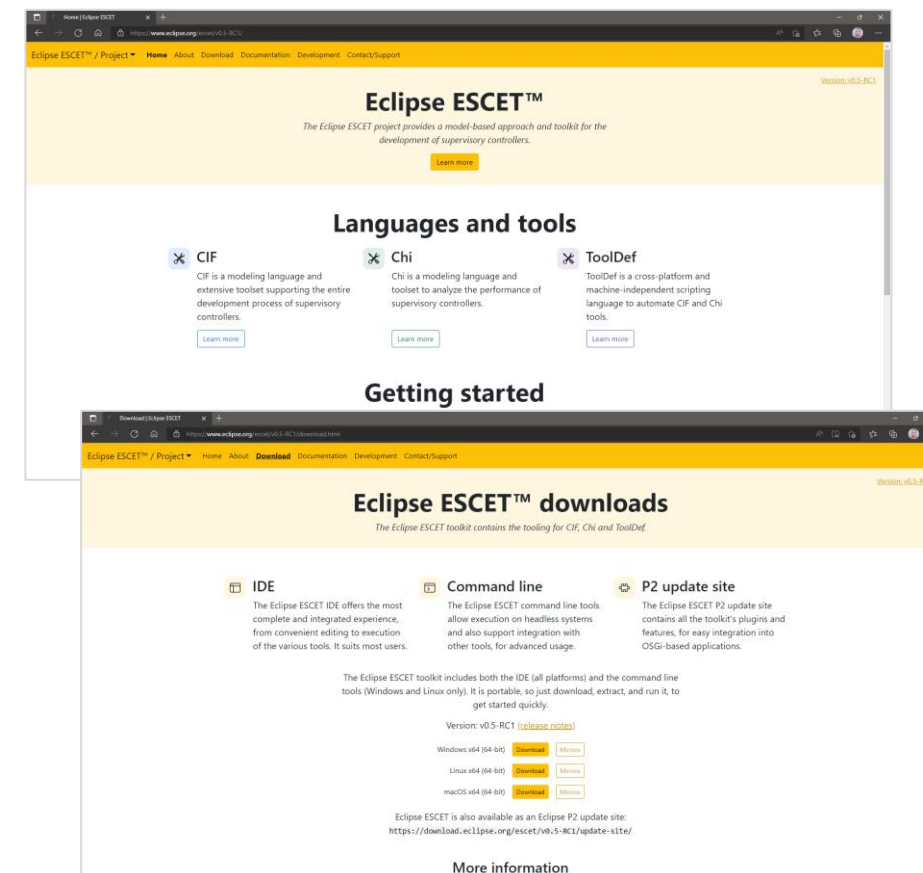 Home | Eclipse ESCET
https://www.eclipse.org/escet/v0.5-RC1/
Eclipse ESCET™ / Project Home About Download Documentation Development Contact/Support
Version: v0.5-RC1
Eclipse ESCET™
The Eclipse ESCET project provides a model-based approach and toolkit for the
development of supervisory controllers.
Learn more
Languages and tools
CIF
CIF is a modeling language and
extensive toolset supporting the entire
development process of supervisory
controllers.
Learn more
Chi
Chi is a modeling language and
toolset to analyze the performance of
supervisory controllers.
Learn more
ToolDef
ToolDef is a cross-platform and
machine-independent scripting
language to automate CIF and Chi
tools.
Learn more
Getting started
Download | Eclipse ESCET
https://www.eclipse.org/escet/v0.5-RC1/download.html
Eclipse ESCET™ / Project Home About Download Documentation Development Contact/Support
Version: v0.5-R
Eclipse ESCET™ downloads
The Eclipse ESCET toolkit contains the tooling for CIF, Chi and ToolDef.
IDE
The Eclipse ESCET IDE offers the most
complete and integrated experience,
from convenient editing to execution
of the various tools. It suits most users.
Command line
The Eclipse ESCET command line tools
allow execution on headless systems
and also support integration with
other tools, for advanced usage.
P2 update site
The Eclipse ESCET P2 update site
contains all the toolkit's plugins and
features, for easy integration into
OSGi-based applications.
The Eclipse ESCET toolkit includes both the IDE (all platforms) and the command line
tools (Windows and Linux only). It is portable, so just download, extract, and run it, to
get started quickly.
Version: v0.5-RC1 (release notes)
Windows x64 (64-bit) Download Mirrors
Linux x64 (64-bit) Download Mirrors
macOS x64 (64-bit) Download Mirrors
Eclipse ESCET is also available as an Eclipse P2 update site:
https://download.eclipse.org/escet/v0.5-RC1/update-site/
More information